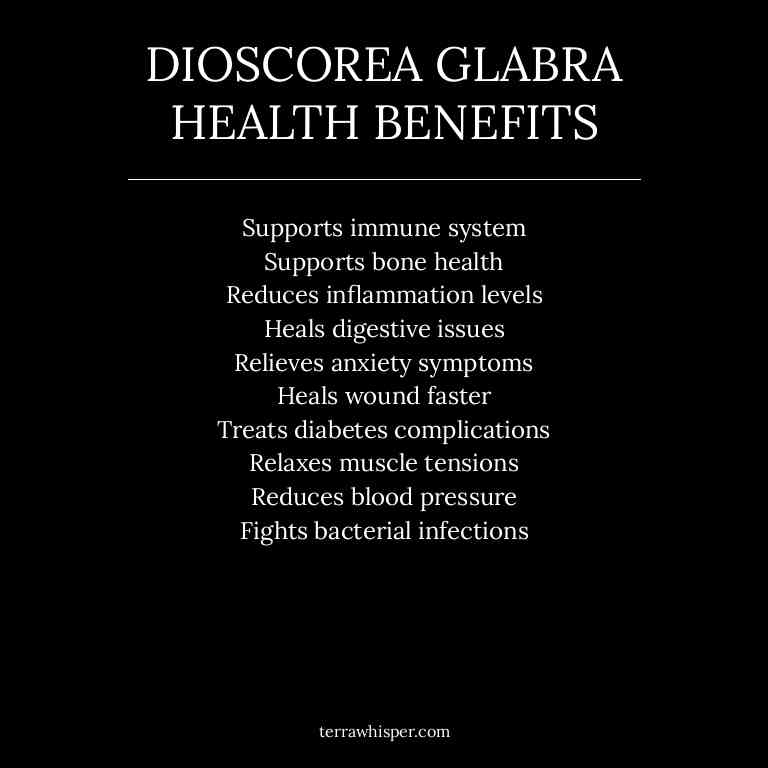 DIOSCOREA GLABRA
HEALTH BENEFITS
Supports immune system
Supports bone health
Reduces inflammation levels
Heals digestive issues
Relieves anxiety symptoms
Heals wound faster
Treats diabetes complications
Relaxes muscle tensions
Reduces blood pressure
Fights bacterial infections
terrawhisper.com